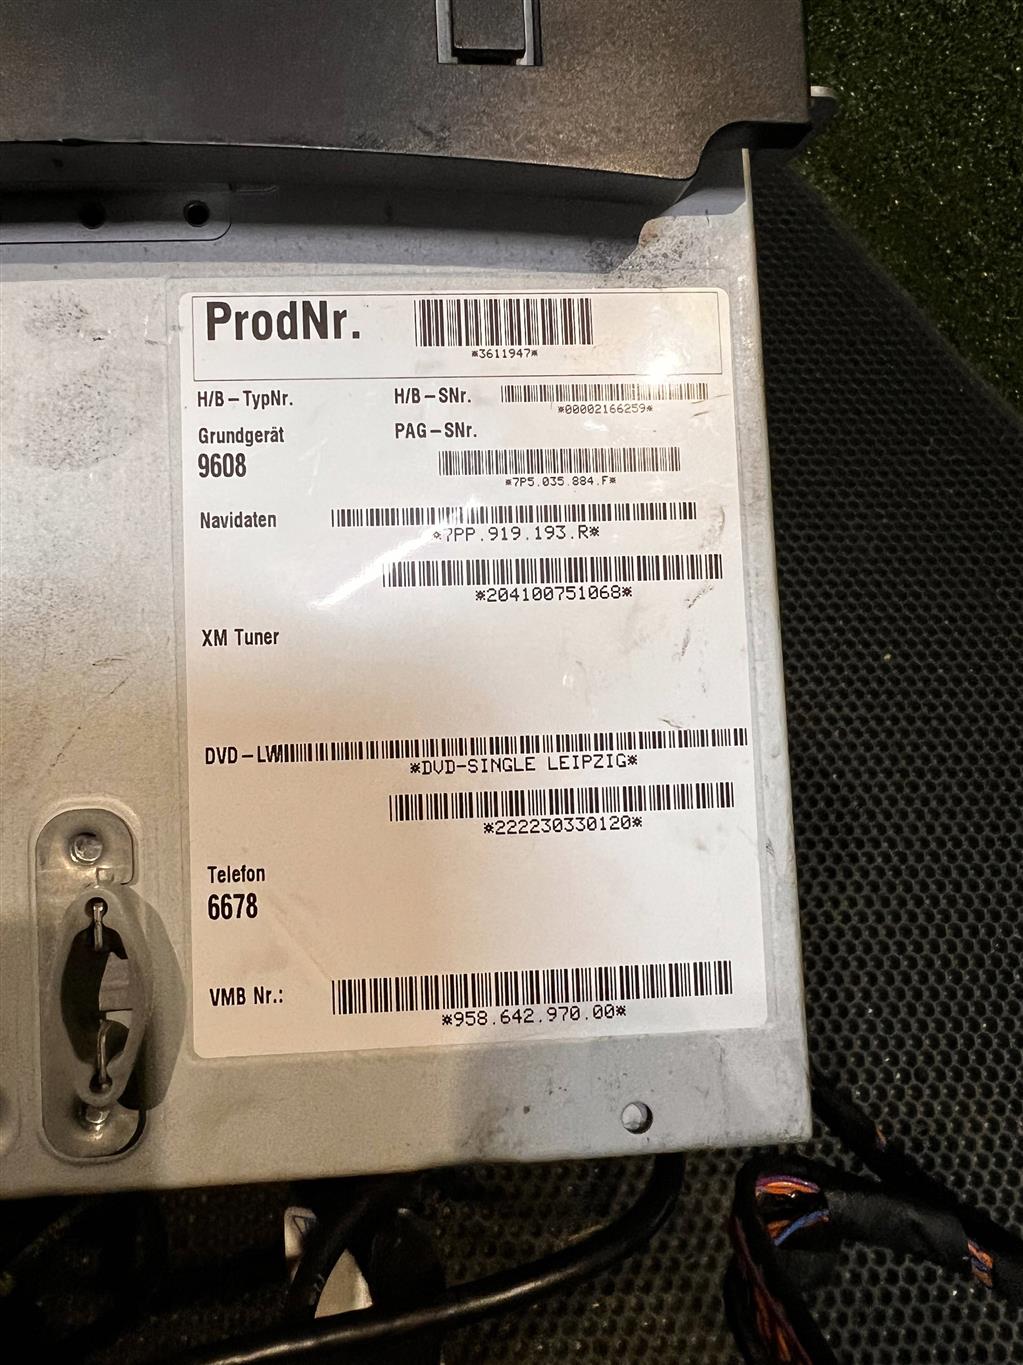 ProdNr.
*3611947*
H/B-TypNr. H/B-SNr.
*00002166259*
Grundgerät PAG-SNr.
9608
*7P5.035.884.F*
Navidaten
*7PP.919.193.R*
*204100751068*
XM Tuner
DVD-LW
*DVD-SINGLE LEIPZIG*
*222230330120*
Telefon
6678
VMB Nr.:
*958.642.970.00*